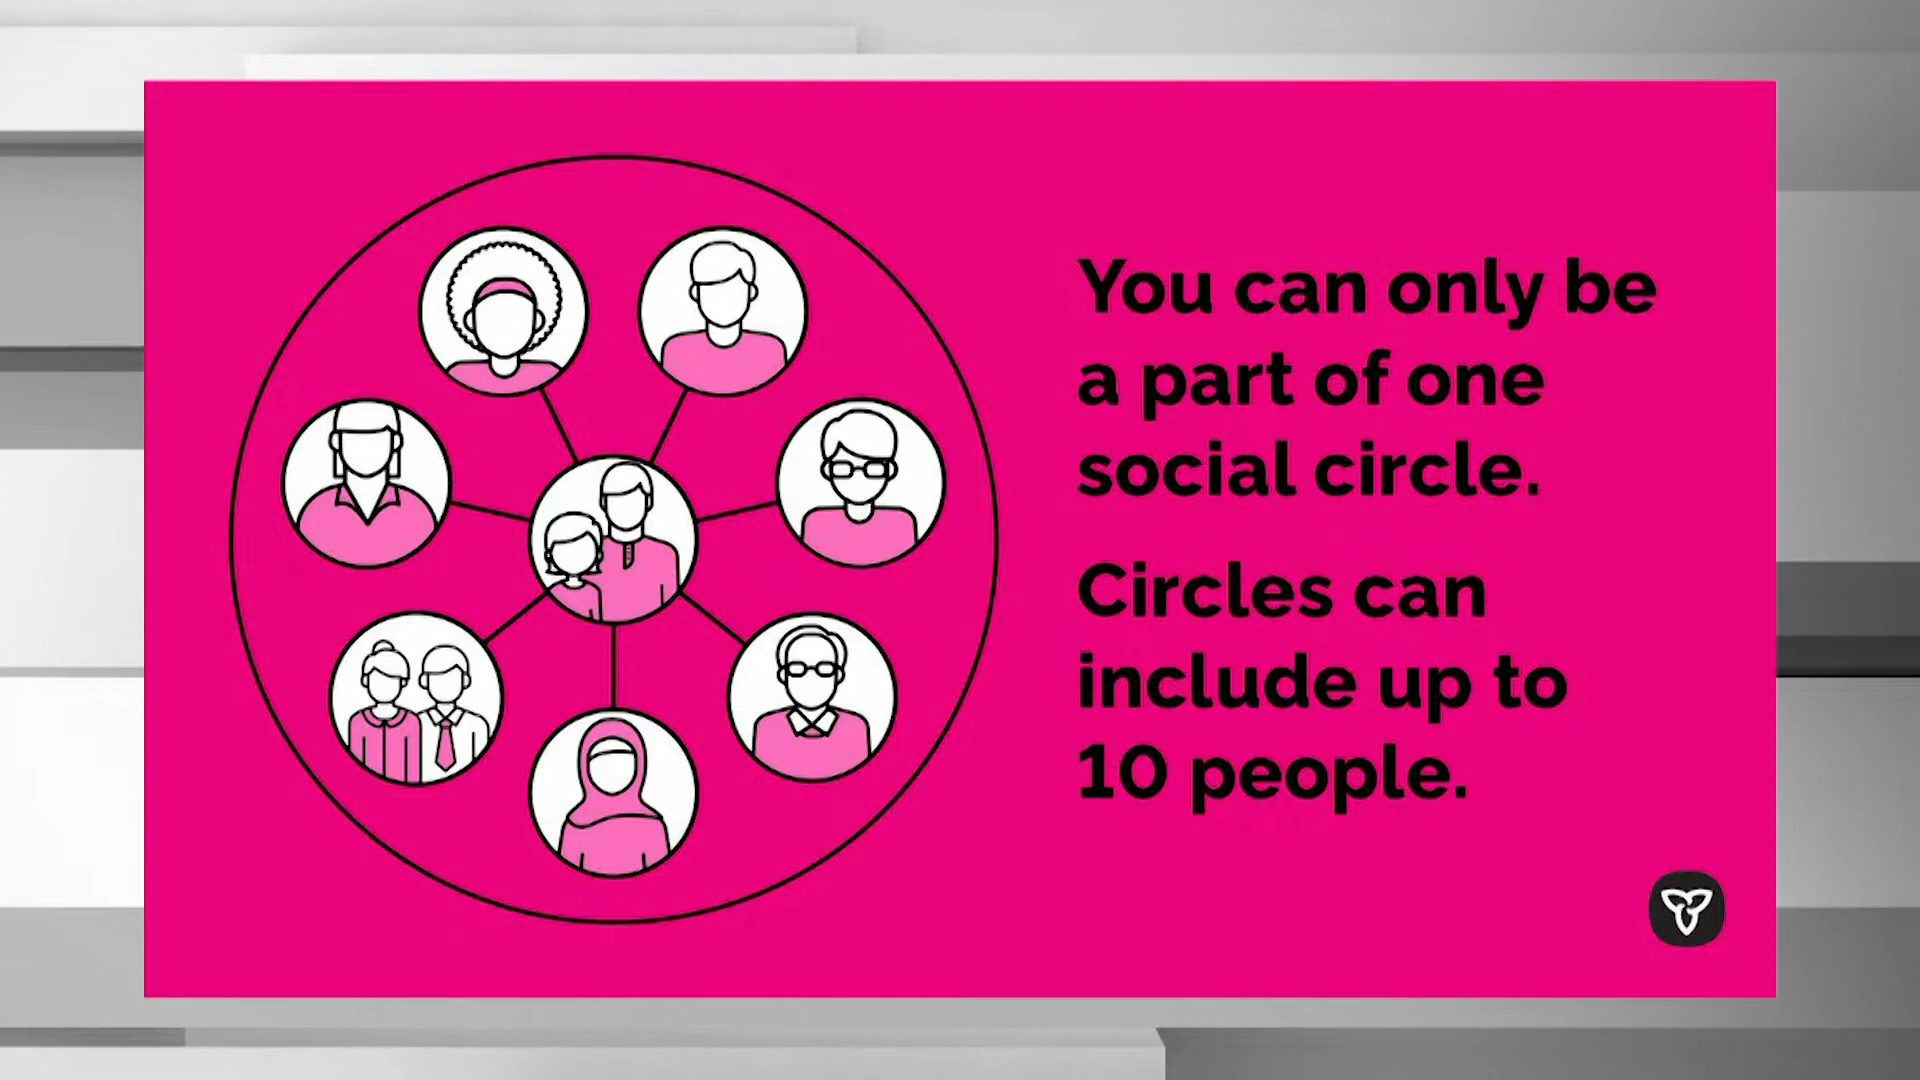 You can only be
a part of one
social circle.
Circles can
include up to
10 people.